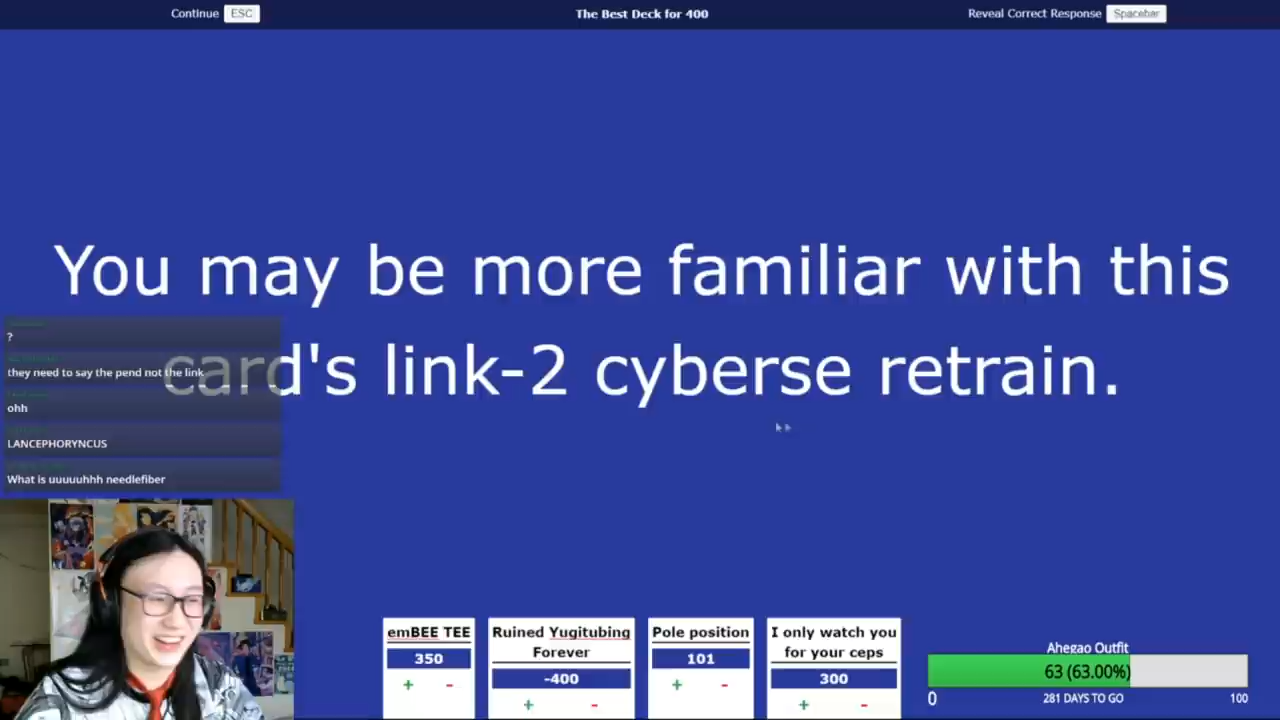 Continue ESC
The Best Deck for 400
Reveal Correct Response Spacebar
You may be more familiar with this
card's link-2 cyberse retrain.
?
they need to say the pend not the link
ohh
LANCEPHORYNCUS
What is uuuuuhhh needlefiber
emBEE TEE
350
+ -
Ruined Yugitubing
Forever
-400
+ -
Pole position
101
+ -
I only watch you
for your ceps
300
+ -
Ahegao Outfit
63 (63.00%)
0
281 DAYS TO GO
100